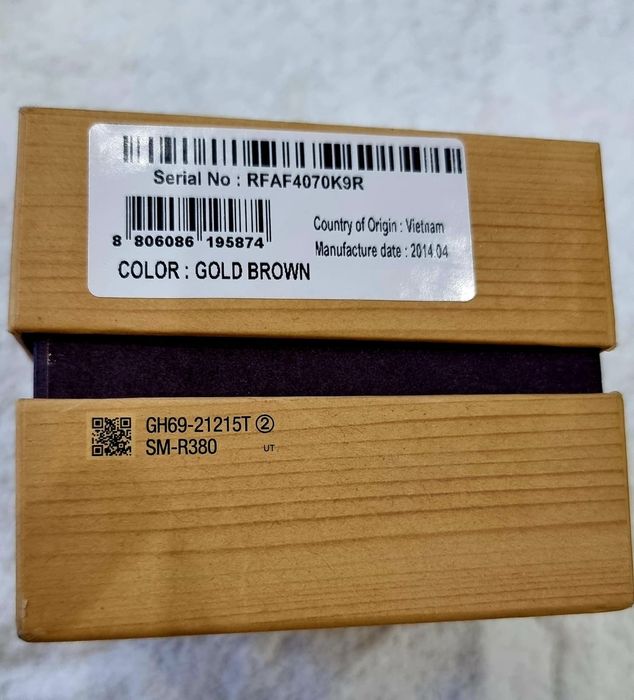 Serial No : RFAF4070K9R
8 806086 195874
Country of Origin : Vietnam
Manufacture date : 2014.04
COLOR : GOLD BROWN
GH69-21215T ②
SM-R380 UT